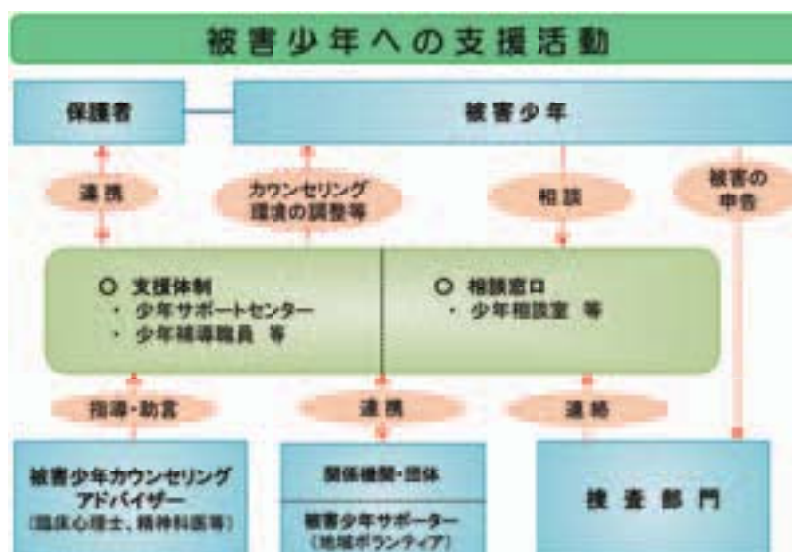 被害少年への支援活動
保護者
被害少年
連携
カウンセリング
環境の調整等
相談
被害の
申告
○ 支援体制
・ 少年サポートセンター
・ 少年補導職員 等
○ 相談窓口
・ 少年相談室 等
指導・助言
連携
連絡
被害少年カウンセリング
アドバイザー
(臨床心理士、精神科医等)
関係機関・団体
被害少年サポーター
(地域ボランティア)
捜査部門